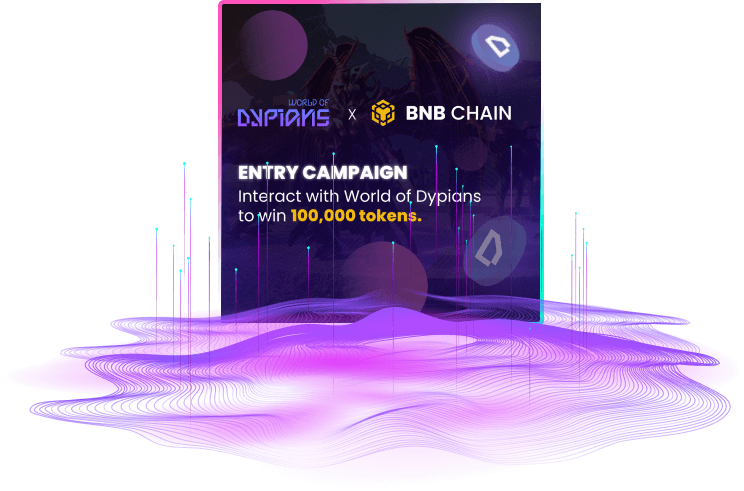 WORLD OF
DYPIANS
X
BNB CHAIN
ENTRY CAMPAIGN
Interact with World of Dypians
to win 100,000 tokens.